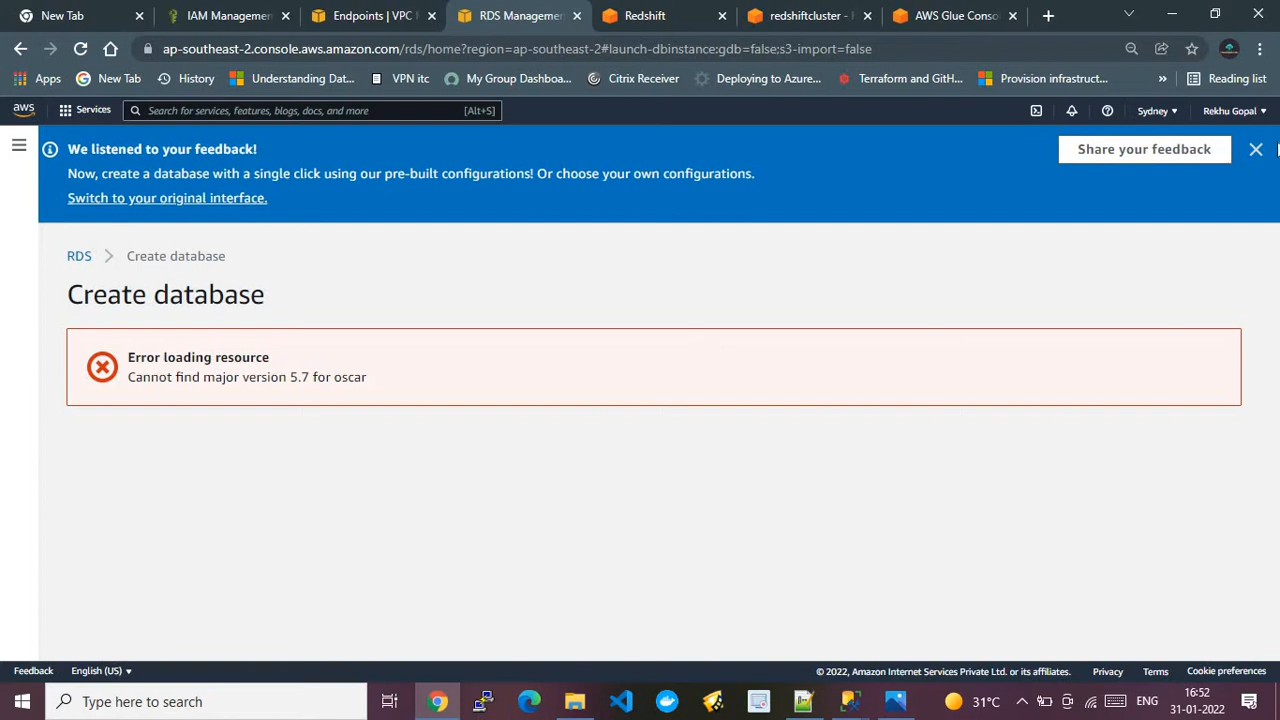 New Tab
IAM Management
Endpoints | VPC
RDS Management
Redshift
redshiftcluster -
AWS Glue Conso
ap-southeast-2.console.aws.amazon.com/rds/home?region=ap-southeast-2#launch-dbinstance:gdb=false;s3-import=false
Apps
New Tab
History
Understanding Dat...
VPN itc
My Group Dashboa...
Citrix Receiver
Deploying to Azure...
Terraform and GitH...
Provision infrastruct...
»
Reading list
aws
Services
Search for services, features, blogs, docs, and more
[Alt+S]
Sydney
Rekhu Gopal
We listened to your feedback!
Now, create a database with a single click using our pre-built configurations! Or choose your own configurations.
Switch to your original interface.
Share your feedback
RDS
Create database
Create database
Error loading resource
Cannot find major version 5.7 for oscar
Feedback
English (US)
© 2022, Amazon Internet Services Private Ltd. or its affiliates.
Privacy
Terms
Cookie preferences
Type here to search
31°C
ENG
16:52
31-01-2022